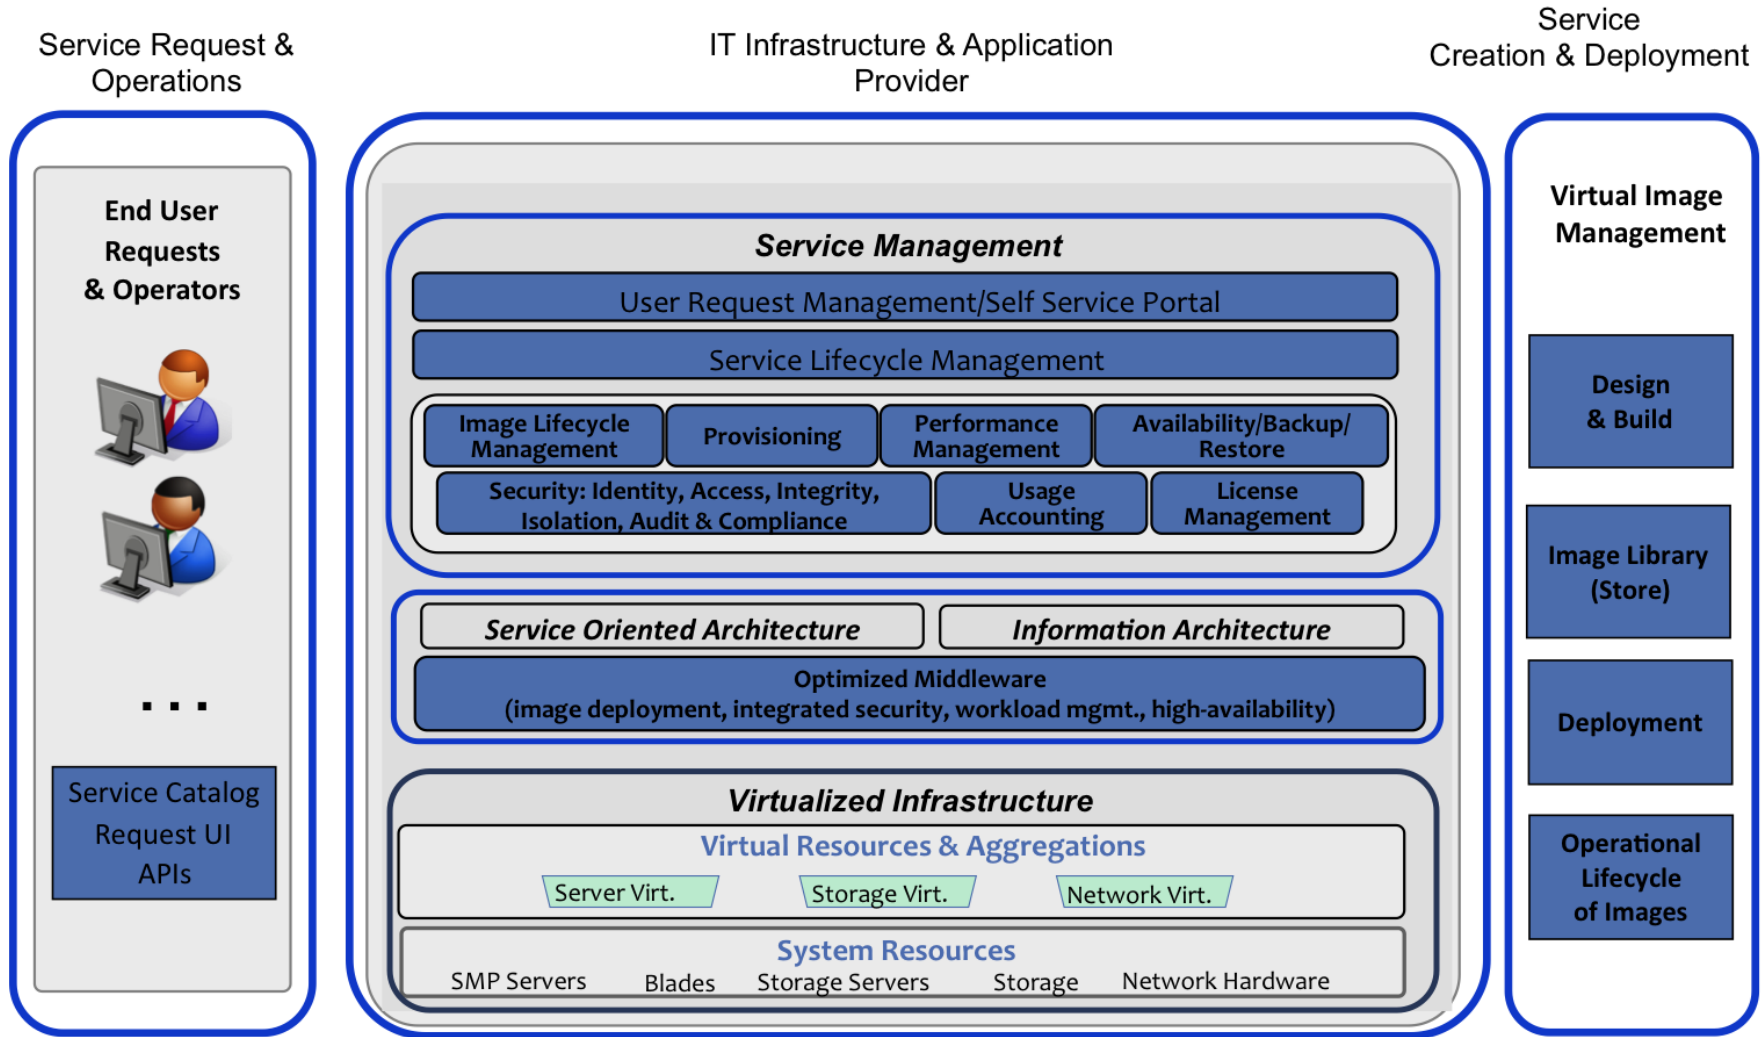 Service Request &
Operations
IT Infrastructure & Application
Provider
Service
Creation & Deployment
End User
Requests
& Operators
...
Service Catalog
Request UI
APIs
Service Management
User Request Management/Self Service Portal
Service Lifecycle Management
Image Lifecycle
Management
Provisioning
Performance
Management
Availability/Backup/
Restore
Security: Identity, Access, Integrity,
Isolation, Audit & Compliance
Usage
Accounting
License
Management
Service Oriented Architecture
Information Architecture
Optimized Middleware
(image deployment, integrated security, workload mgmt., high-availability)
Virtualized Infrastructure
Virtual Resources & Aggregations
Server Virt.
Storage Virt.
Network Virt.
System Resources
SMP Servers
Blades
Storage Servers
Storage
Network Hardware
Virtual Image
Management
Design
& Build
Image Library
(Store)
Deployment
Operational
Lifecycle
of Images